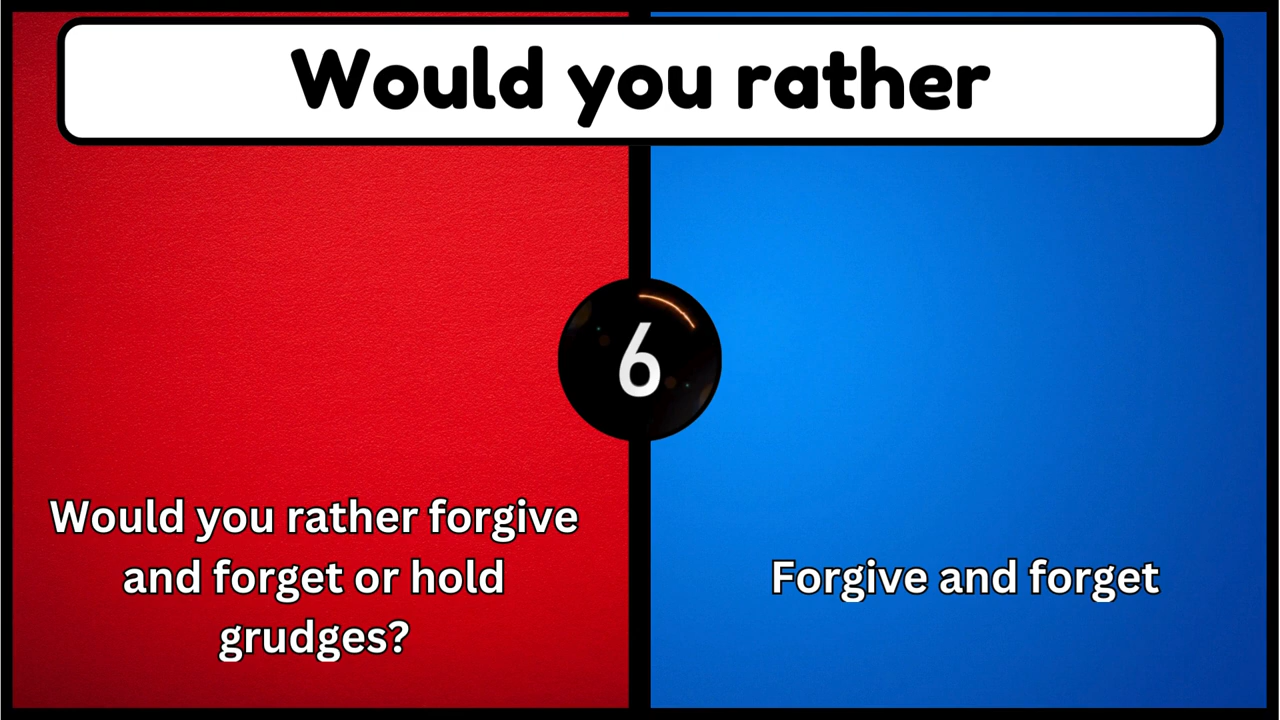 Would you rather
6
Would you rather forgive
and forget or hold
grudges?
Forgive and forget